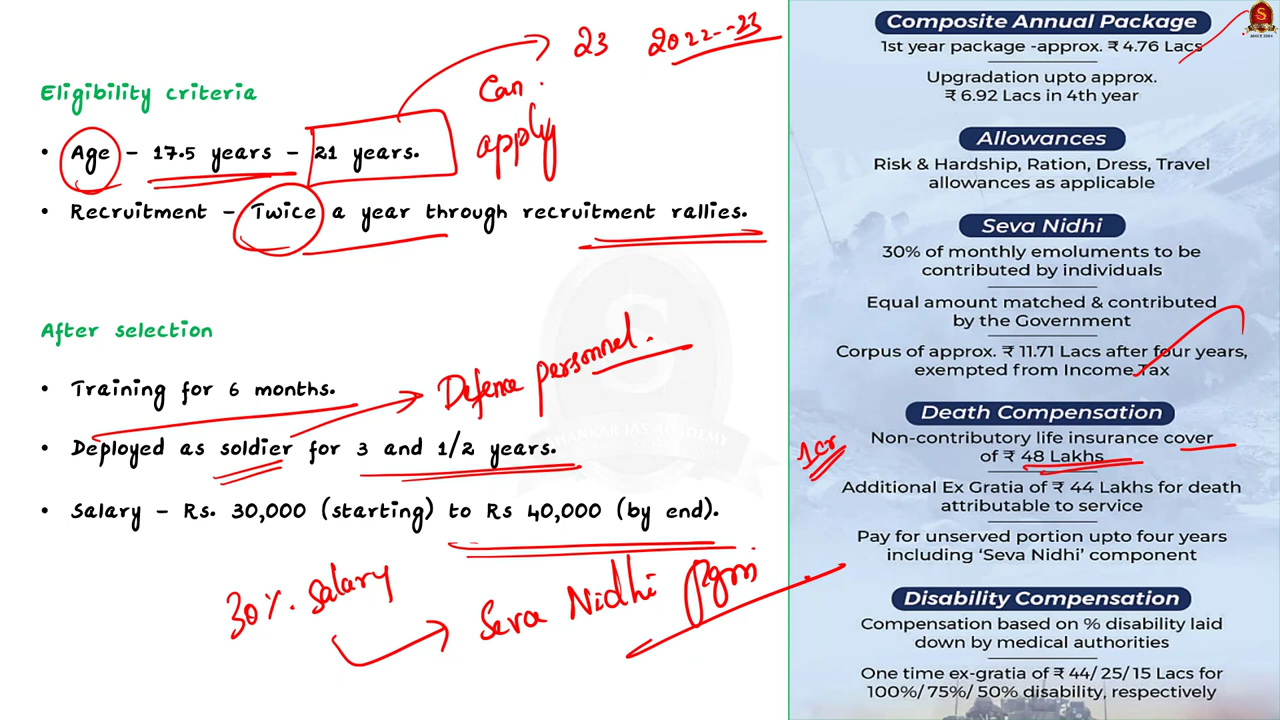 23 2022--23
Can
apply
Eligibility criteria
• Age - 17.5 years - 21 years.
• Recruitment - Twice a year through recruitment rallies.
After selection
• Training for 6 months.
Defence personnel.
• Deployed as soldier for 3 and 1/2 years.
• Salary - Rs. 30,000 (starting) to Rs 40,000 (by end).
30% salary
Seva Nidhi Pgm
SHANKAR IAS ACADEMY
Composite Annual Package
1st year package -approx. ₹ 4.76 Lacs
Upgradation upto approx.
₹ 6.92 Lacs in 4th year
Allowances
Risk & Hardship, Ration, Dress, Travel
allowances as applicable
Seva Nidhi
30% of monthly emoluments to be
contributed by individuals
Equal amount matched & contributed
by the Government
Corpus of approx. ₹ 11.71 Lacs after four years,
exempted from Income Tax
Death Compensation
Non-contributory life insurance cover
of ₹ 48 Lakhs
1cr
Additional Ex Gratia of ₹ 44 Lakhs for death
attributable to service
Pay for unserved portion upto four years
including ‘Seva Nidhi’ component
Disability Compensation
Compensation based on % disability laid
down by medical authorities
One time ex-gratia of ₹ 44/ 25/ 15 Lacs for
100%/ 75%/ 50% disability, respectively